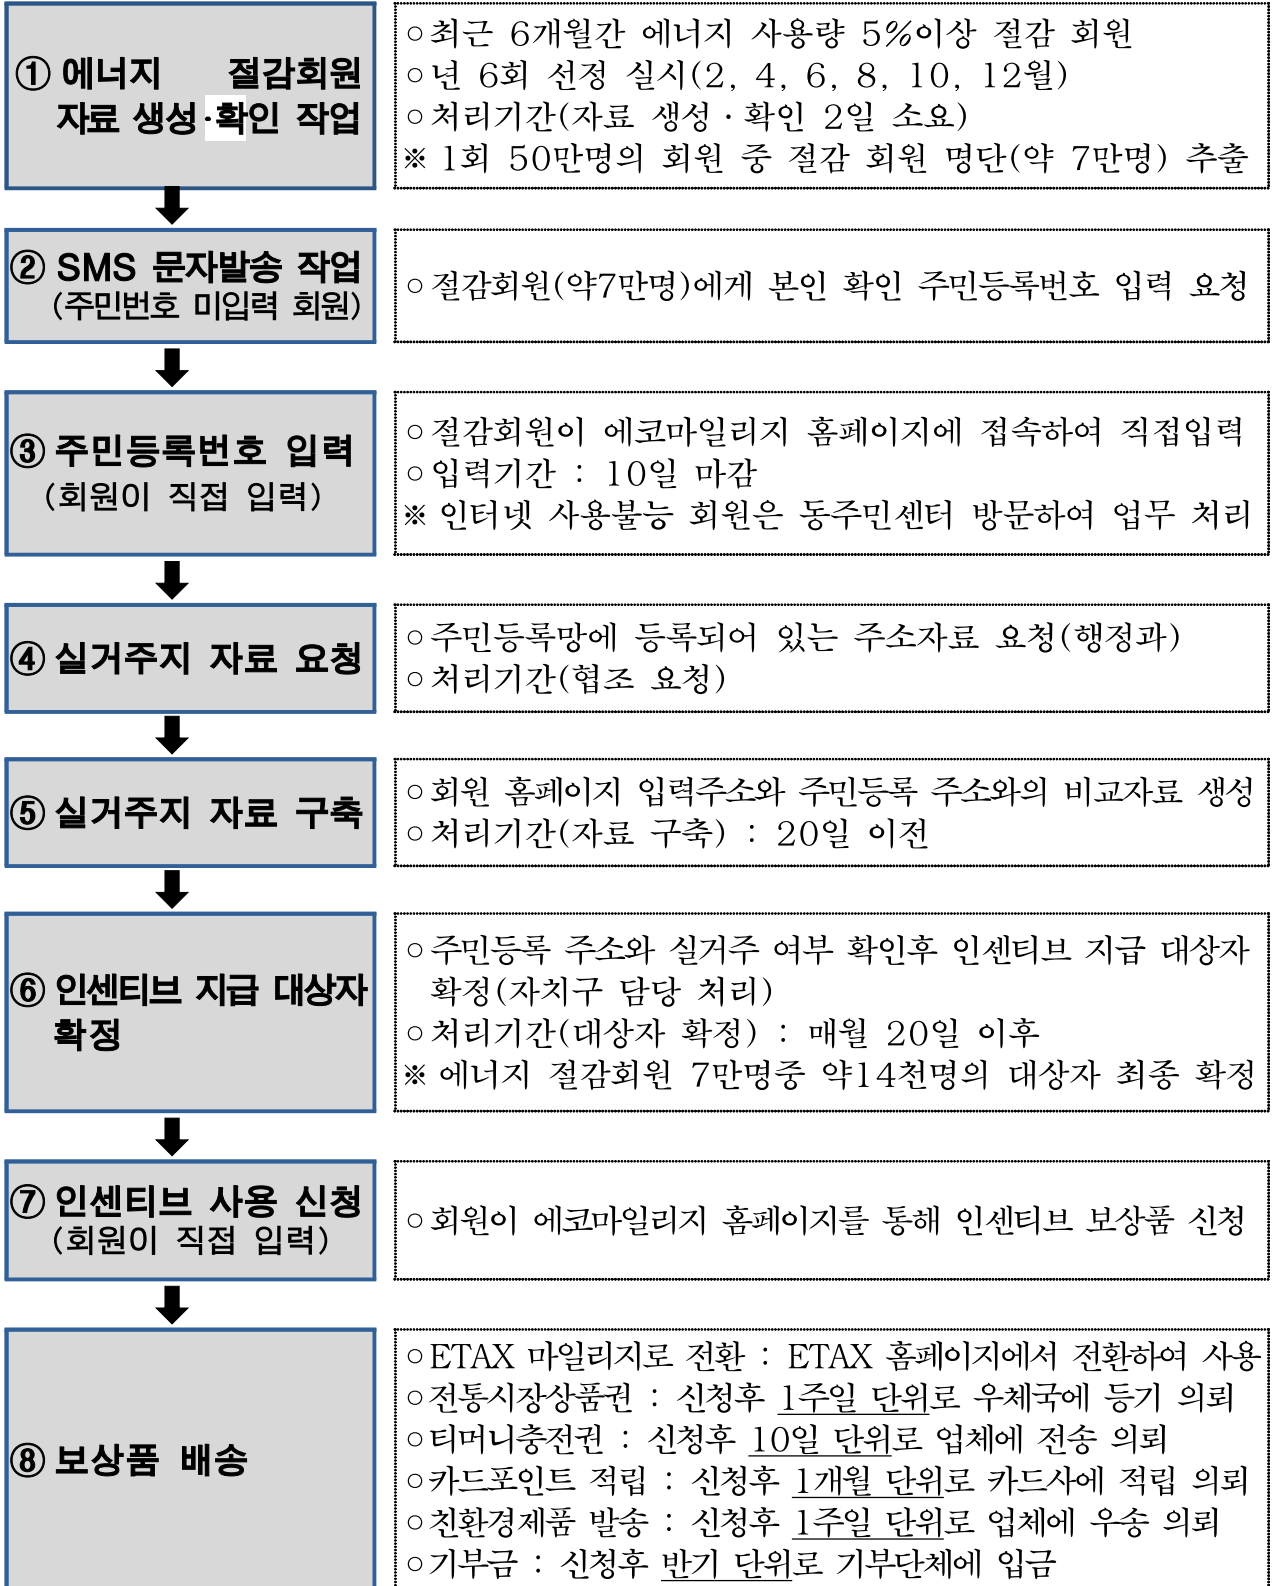 ① 에너지 절감회원
자료 생성·확인 작업
○최근 6개월간 에너지 사용량 5%이상 절감 회원
○년 6회 선정 실시(2, 4, 6, 8, 10, 12월)
○처리기간(자료 생성·확인 2일 소요)
※ 1회 50만명의 회원 중 절감 회원 명단(약 7만명) 추출
② SMS 문자발송 작업
(주민번호 미입력 회원)
○절감회원(약7만명)에게 본인 확인 주민등록번호 입력 요청
③ 주민등록번호 입력
(회원이 직접 입력)
○절감회원이 에코마일리지 홈페이지에 접속하여 직접입력
○입력기간 : 10일 마감
※ 인터넷 사용불능 회원은 동주민센터 방문하여 업무 처리
④ 실거주지 자료 요청
○주민등록망에 등록되어 있는 주소자료 요청(행정과)
○처리기간(협조 요청)
⑤ 실거주지 자료 구축
○회원 홈페이지 입력주소와 주민등록 주소와의 비교자료 생성
○처리기간(자료 구축) : 20일 이전
⑥ 인센티브 지급 대상자
확정
○주민등록 주소와 실거주 여부 확인후 인센티브 지급 대상자
확정(자치구 담당 처리)
○처리기간(대상자 확정) : 매월 20일 이후
※ 에너지 절감회원 7만명중 약14천명의 대상자 최종 확정
⑦ 인센티브 사용 신청
(회원이 직접 입력)
○회원이 에코마일리지 홈페이지를 통해 인센티브 보상품 신청
⑧ 보상품 배송
○ETAX 마일리지로 전환 : ETAX 홈페이지에서 전환하여 사용
○전통시장상품권 : 신청후 1주일 단위로 우체국에 등기 의뢰
○티머니충전권 : 신청후 10일 단위로 업체에 전송 의뢰
○카드포인트 적립 : 신청후 1개월 단위로 카드사에 적립 의뢰
○친환경제품 발송 : 신청후 1주일 단위로 업체에 우송 의뢰
○기부금 : 신청후 반기 단위로 기부단체에 입금